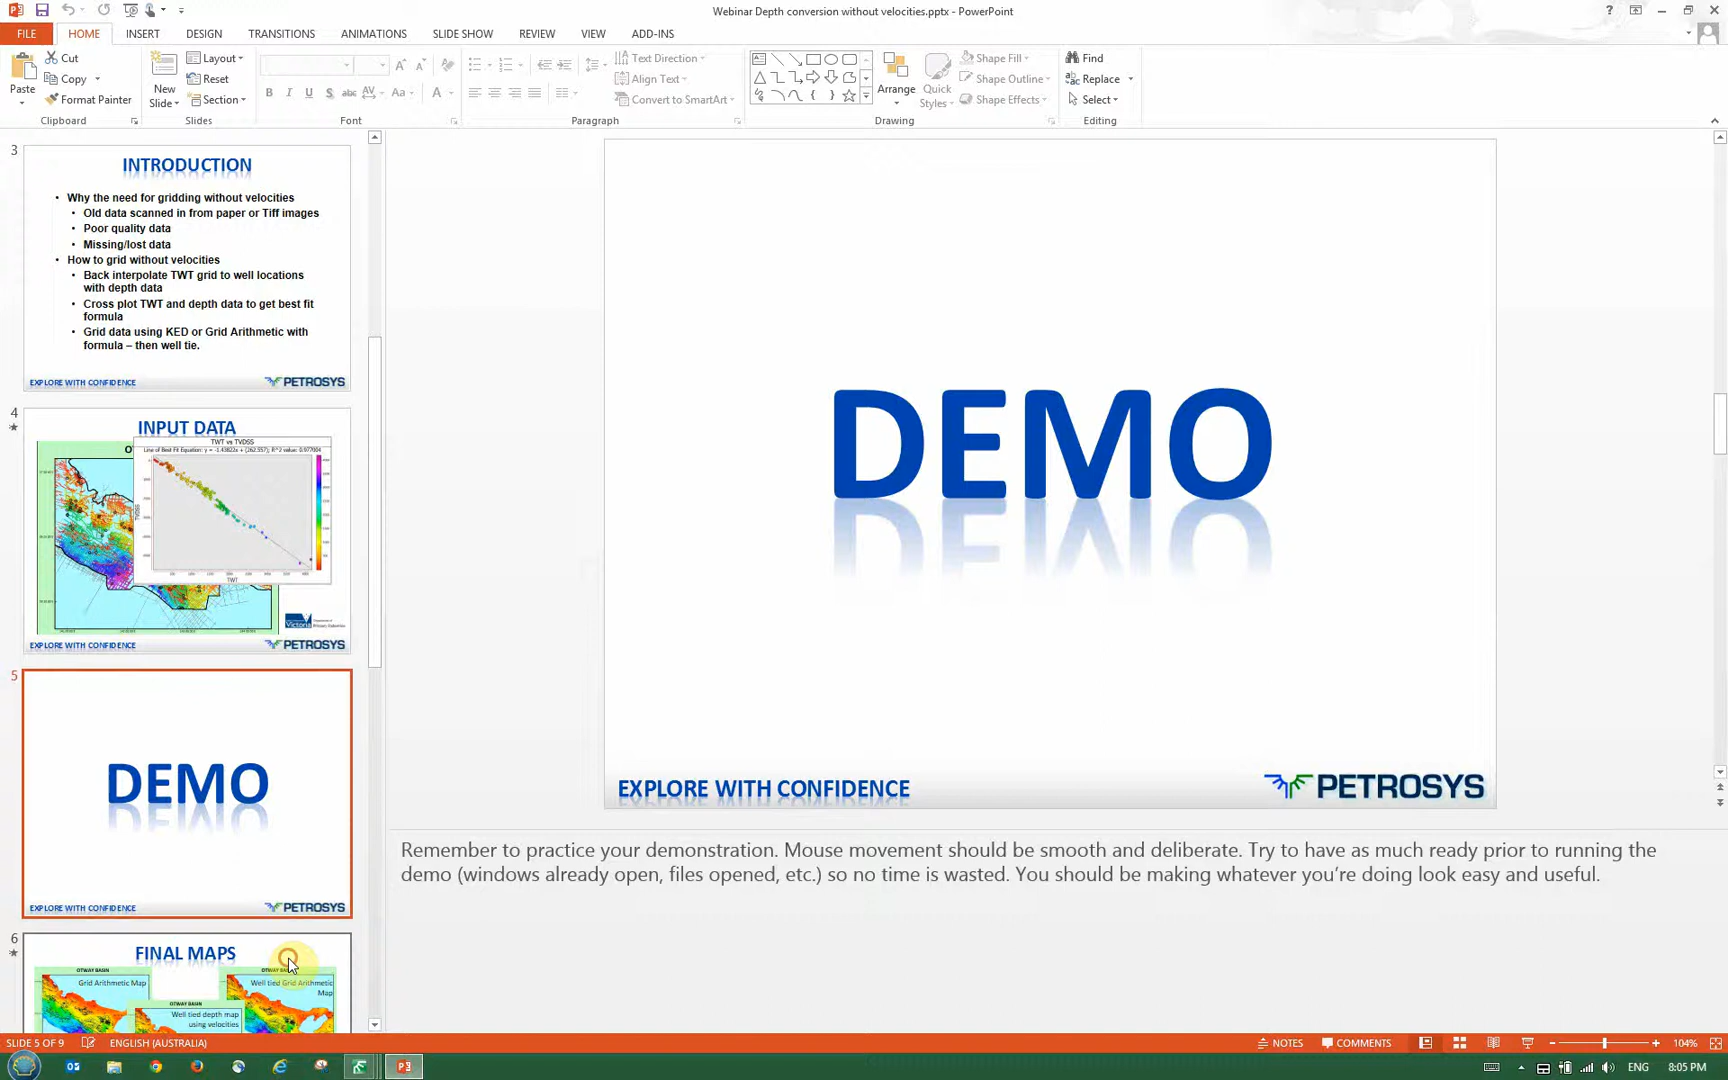 Webinar Depth conversion without velocities.pptx - PowerPoint
FILE
HOME
INSERT
DESIGN
TRANSITIONS
ANIMATIONS
SLIDE SHOW
REVIEW
VIEW
ADD-INS
Paste
Cut
Copy
Format Painter
Clipboard
New
Slide
Layout
Reset
Section
Slides
Font
Text Direction
Align Text
Convert to SmartArt
Paragraph
Arrange
Quick
Styles
Shape Fill
Shape Outline
Shape Effects
Drawing
Find
Replace
Select
Editing
3
INTRODUCTION
• Why the need for gridding without velocities
• Old data scanned in from paper or Tiff images
• Poor quality data
• Missing/lost data
• How to grid without velocities
• Back interpolate TWT grid to well locations
with depth data
• Cross plot TWT and depth data to get best fit
formula
• Grid data using KED or Grid Arithmetic with
formula – then well tie.
EXPLORE WITH CONFIDENCE
PETROSYS
4
INPUT DATA
TWT vs TVDSS
TWT
Victoria
EXPLORE WITH CONFIDENCE
PETROSYS
5
DEMO
EXPLORE WITH CONFIDENCE
PETROSYS
6
FINAL MAPS
OTWAY BASIN
Grid Arithmetic Map
Well tied Grid Arithmetic
Map
OTWAY BASIN
Well tied depth map
using velocities
DEMO
EXPLORE WITH CONFIDENCE
PETROSYS
Remember to practice your demonstration. Mouse movement should be smooth and deliberate. Try to have as much ready prior to running the
demo (windows already open, files opened, etc.) so no time is wasted. You should be making whatever you’re doing look easy and useful.
SLIDE 5 OF 9
ENGLISH (AUSTRALIA)
NOTES
COMMENTS
104%
ENG
8:05 PM